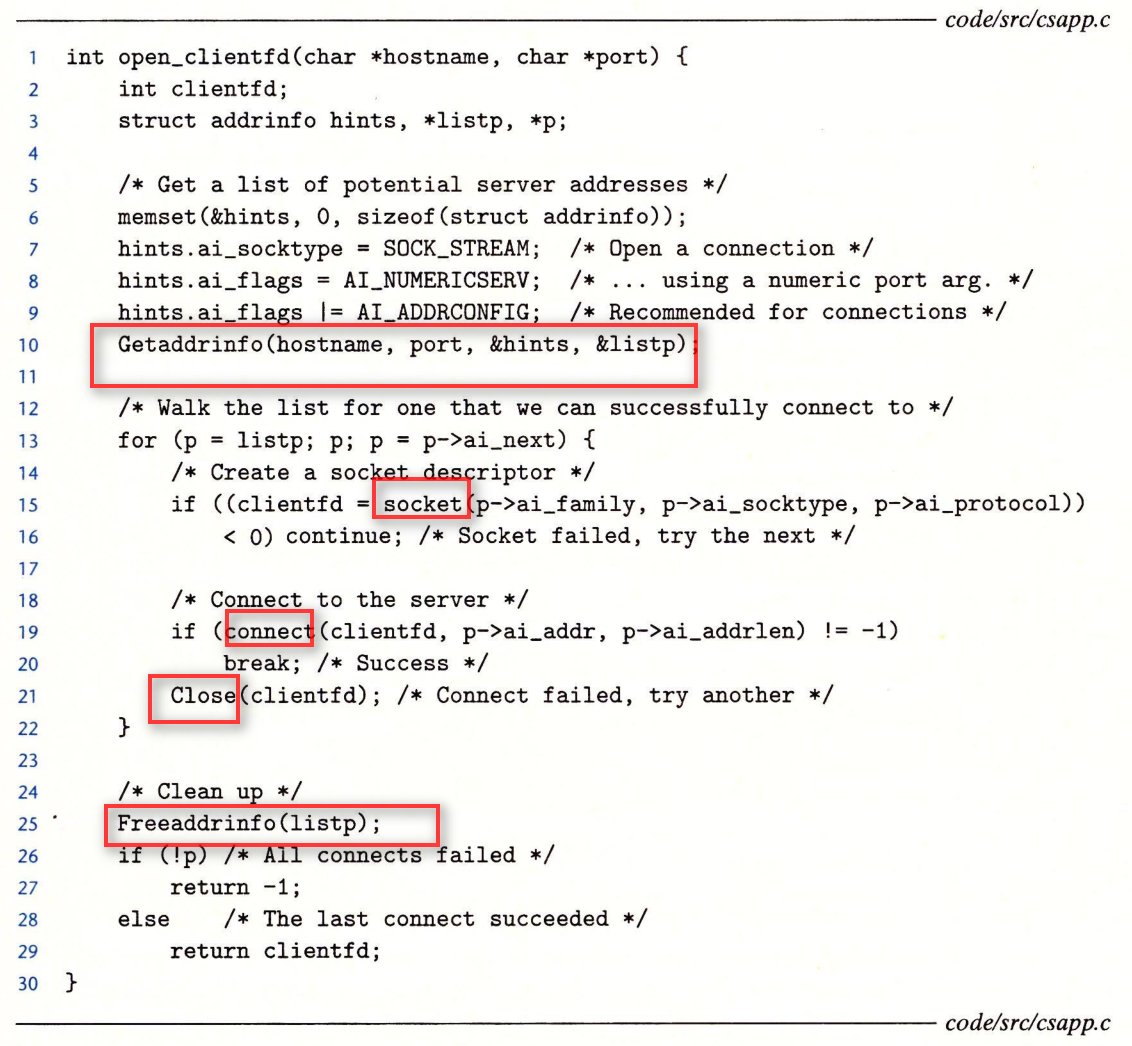 code/src/csapp.c
1 int open_clientfd(char *hostname, char *port) {
2     int clientfd;
3     struct addrinfo hints, *listp, *p;
4
5     /* Get a list of potential server addresses */
6     memset(&hints, 0, sizeof(struct addrinfo));
7     hints.ai_socktype = SOCK_STREAM;  /* Open a connection */
8     hints.ai_flags = AI_NUMERICSERV;  /* ... using a numeric port arg. */
9     hints.ai_flags |= AI_ADDRCONFIG;  /* Recommended for connections */
10     Getaddrinfo(hostname, port, &hints, &listp);
11
12     /* Walk the list for one that we can successfully connect to */
13     for (p = listp; p; p = p->ai_next) {
14         /* Create a socket descriptor */
15         if ((clientfd = socket(p->ai_family, p->ai_socktype, p->ai_protocol))
16             < 0) continue; /* Socket failed, try the next */
17
18         /* Connect to the server */
19         if (connect(clientfd, p->ai_addr, p->ai_addrlen) != -1)
20             break; /* Success */
21         Close(clientfd); /* Connect failed, try another */
22     }
23
24     /* Clean up */
25     Freeaddrinfo(listp);
26     if (!p) /* All connects failed */
27         return -1;
28     else    /* The last connect succeeded */
29         return clientfd;
30 }
code/src/csapp.c